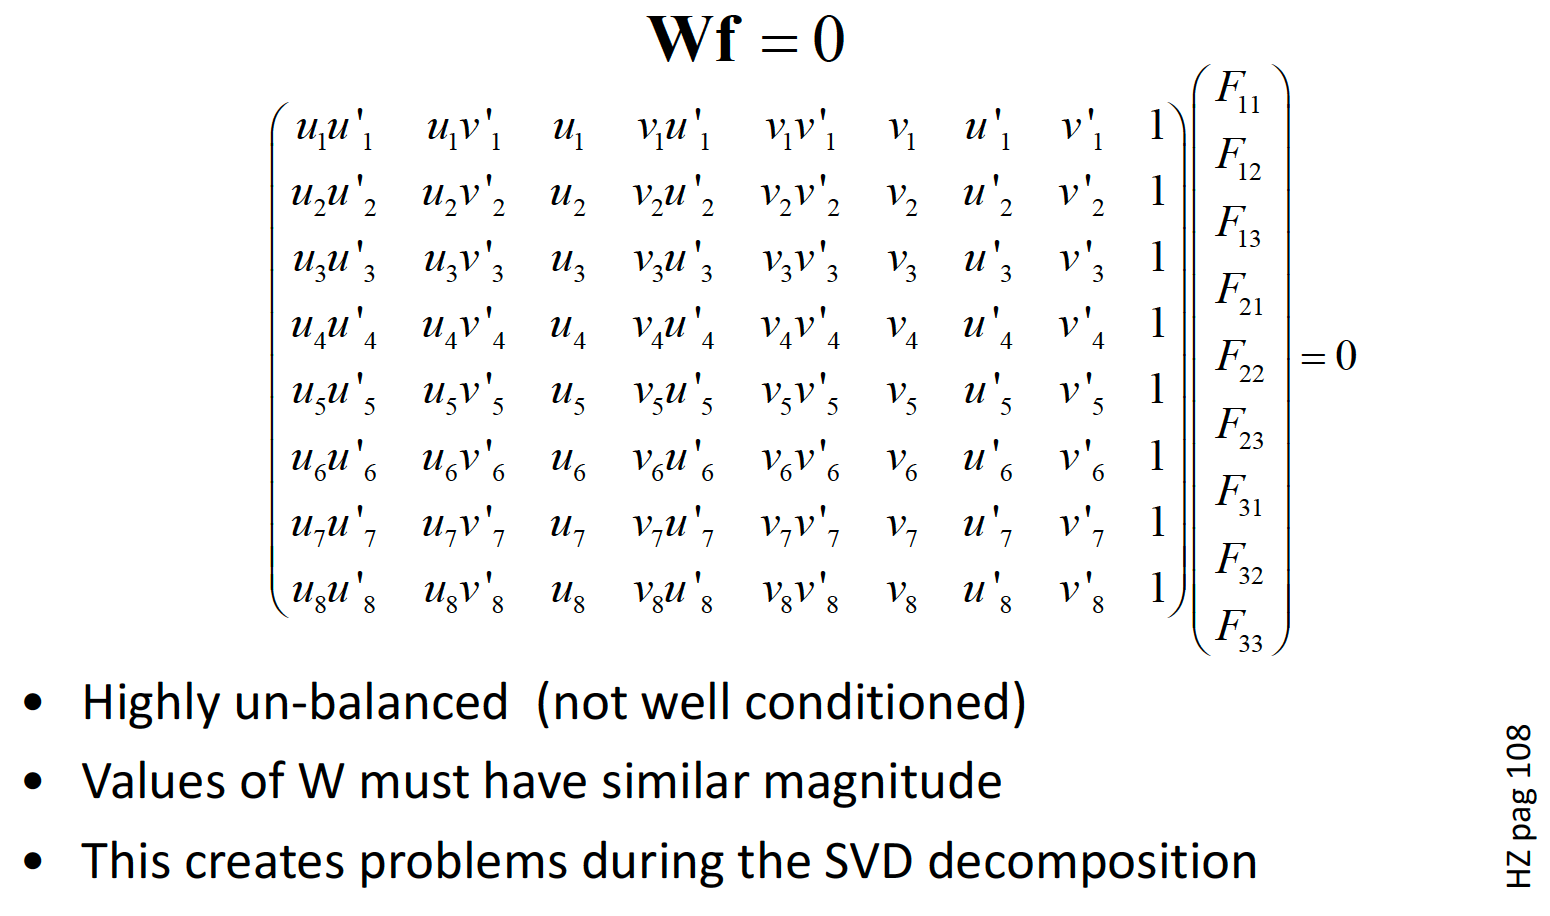 Wf = 0
u₁u'₁ u₁v'₁ u₁ v₁u'₁ v₁v'₁ v₁ u'₁ v'₁ 1
u₂u'₂ u₂v'₂ u₂ v₂u'₂ v₂v'₂ v₂ u'₂ v'₂ 1
u₃u'₃ u₃v'₃ u₃ v₃u'₃ v₃v'₃ v₃ u'₃ v'₃ 1
u₄u'₄ u₄v'₄ u₄ v₄u'₄ v₄v'₄ v₄ u'₄ v'₄ 1
u₅u'₅ u₅v'₅ u₅ v₅u'₅ v₅v'₅ v₅ u'₅ v'₅ 1
u₆u'₆ u₆v'₆ u₆ v₆u'₆ v₆v'₆ v₆ u'₆ v'₆ 1
u₇u'₇ u₇v'₇ u₇ v₇u'₇ v₇v'₇ v₇ u'₇ v'₇ 1
u₈u'₈ u₈v'₈ u₈ v₈u'₈ v₈v'₈ v₈ u'₈ v'₈ 1
F₁₁
F₁₂
F₁₃
F₂₁
F₂₂
F₂₃
F₃₁
F₃₂
F₃₃
= 0
• Highly un-balanced (not well conditioned)
• Values of W must have similar magnitude
• This creates problems during the SVD decomposition
HZ pag 108